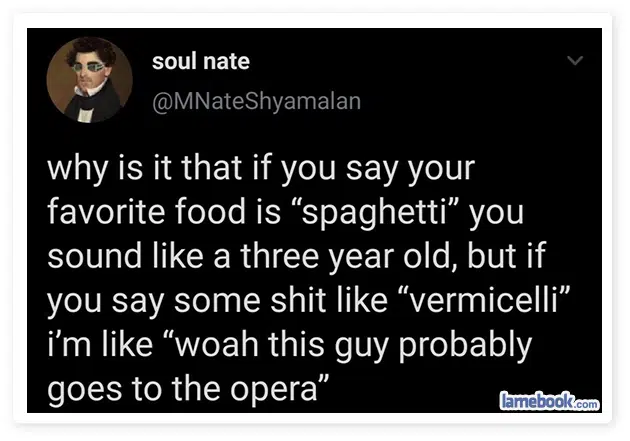 soul nate
@MNateShyamalan
why is it that if you say your
favorite food is “spaghetti” you
sound like a three year old, but if
you say some shit like “vermicelli”
i’m like “woah this guy probably
goes to the opera”
lamebook.com